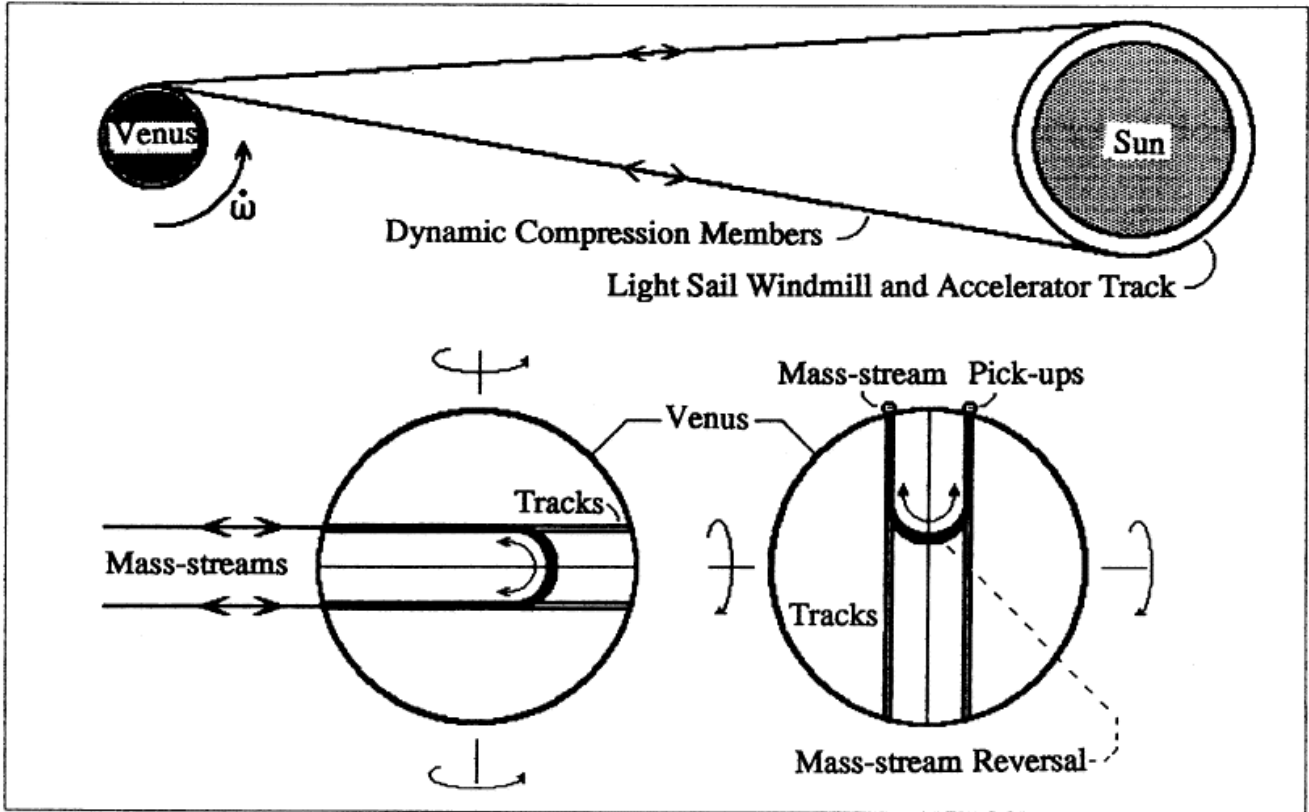 Venus
Sun
ω̇
Dynamic Compression Members
Light Sail Windmill and Accelerator Track
Mass-stream Pick-ups
Venus
Tracks
Mass-streams
Tracks
Mass-stream Reversal